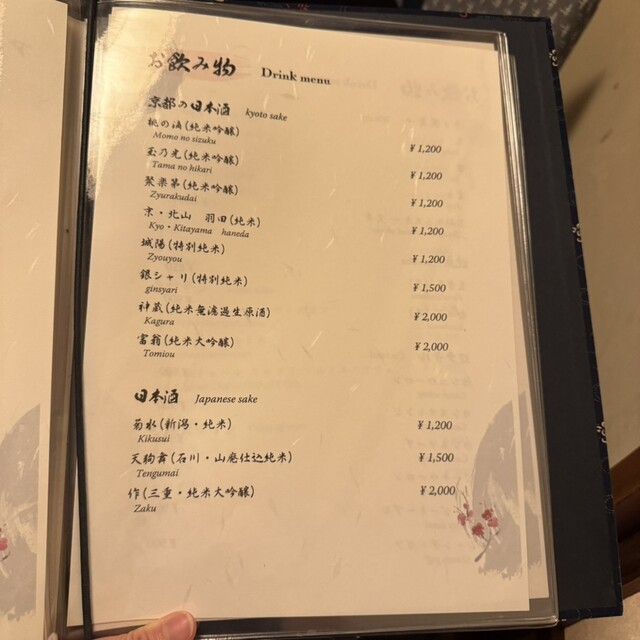 お飲み物 Drink menu
京都の日本酒 kyoto sake
桃の滴(純米吟醸) ¥1,200
Momo no sizuku
玉乃光(純米吟醸) ¥1,200
Tama no hikari
聚楽第(純米吟醸) ¥1,200
Zyurakudai
京・北山 羽田(純米) ¥1,200
Kyo・Kitayama haneda
城陽(特別純米) ¥1,200
Zyouyou
銀シャリ(特別純米) ¥1,500
ginsyari
神蔵(純米無濾過生原酒) ¥2,000
Kagura
富翁(純米大吟醸) ¥2,000
Tomiou
日本酒 Japanese sake
菊水(新潟・純米) ¥1,200
Kikusui
天狗舞(石川・山廃仕込純米) ¥1,500
Tengumai
作(三重・純米大吟醸) ¥2,000
Zaku